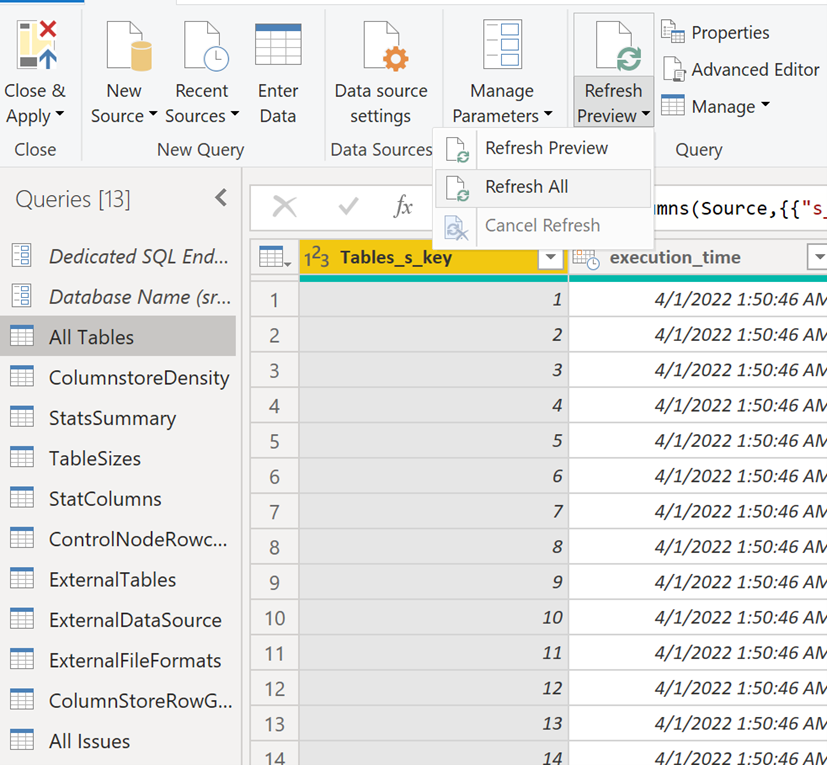 Close & Apply
New Source
Recent Sources
Enter Data
Data source settings
Manage Parameters
Refresh Preview
Properties
Advanced Editor
Manage
Close
New Query
Data Sources
Query
Refresh Preview
Refresh All
Cancel Refresh
Queries [13]
Dedicated SQL End...
Database Name (sr...
All Tables
ColumnstoreDensity
StatsSummary
TableSizes
StatColumns
ControlNodeRowc...
ExternalTables
ExternalDataSource
ExternalFileFormats
ColumnStoreRowG...
All Issues
fx
mns(Source,{{"s_
1²3 Tables_s_key execution_time
1 1 4/1/2022 1:50:46 AM
2 2 4/1/2022 1:50:46 AM
3 3 4/1/2022 1:50:46 AM
4 4 4/1/2022 1:50:46 AM
5 5 4/1/2022 1:50:46 AM
6 6 4/1/2022 1:50:46 AM
7 7 4/1/2022 1:50:46 AM
8 8 4/1/2022 1:50:46 AM
9 9 4/1/2022 1:50:46 AM
10 10 4/1/2022 1:50:46 AM
11 11 4/1/2022 1:50:46 AM
12 12 4/1/2022 1:50:46 AM
13 13 4/1/2022 1:50:46 AM
14 14 4/1/2022 1:50:46 AM